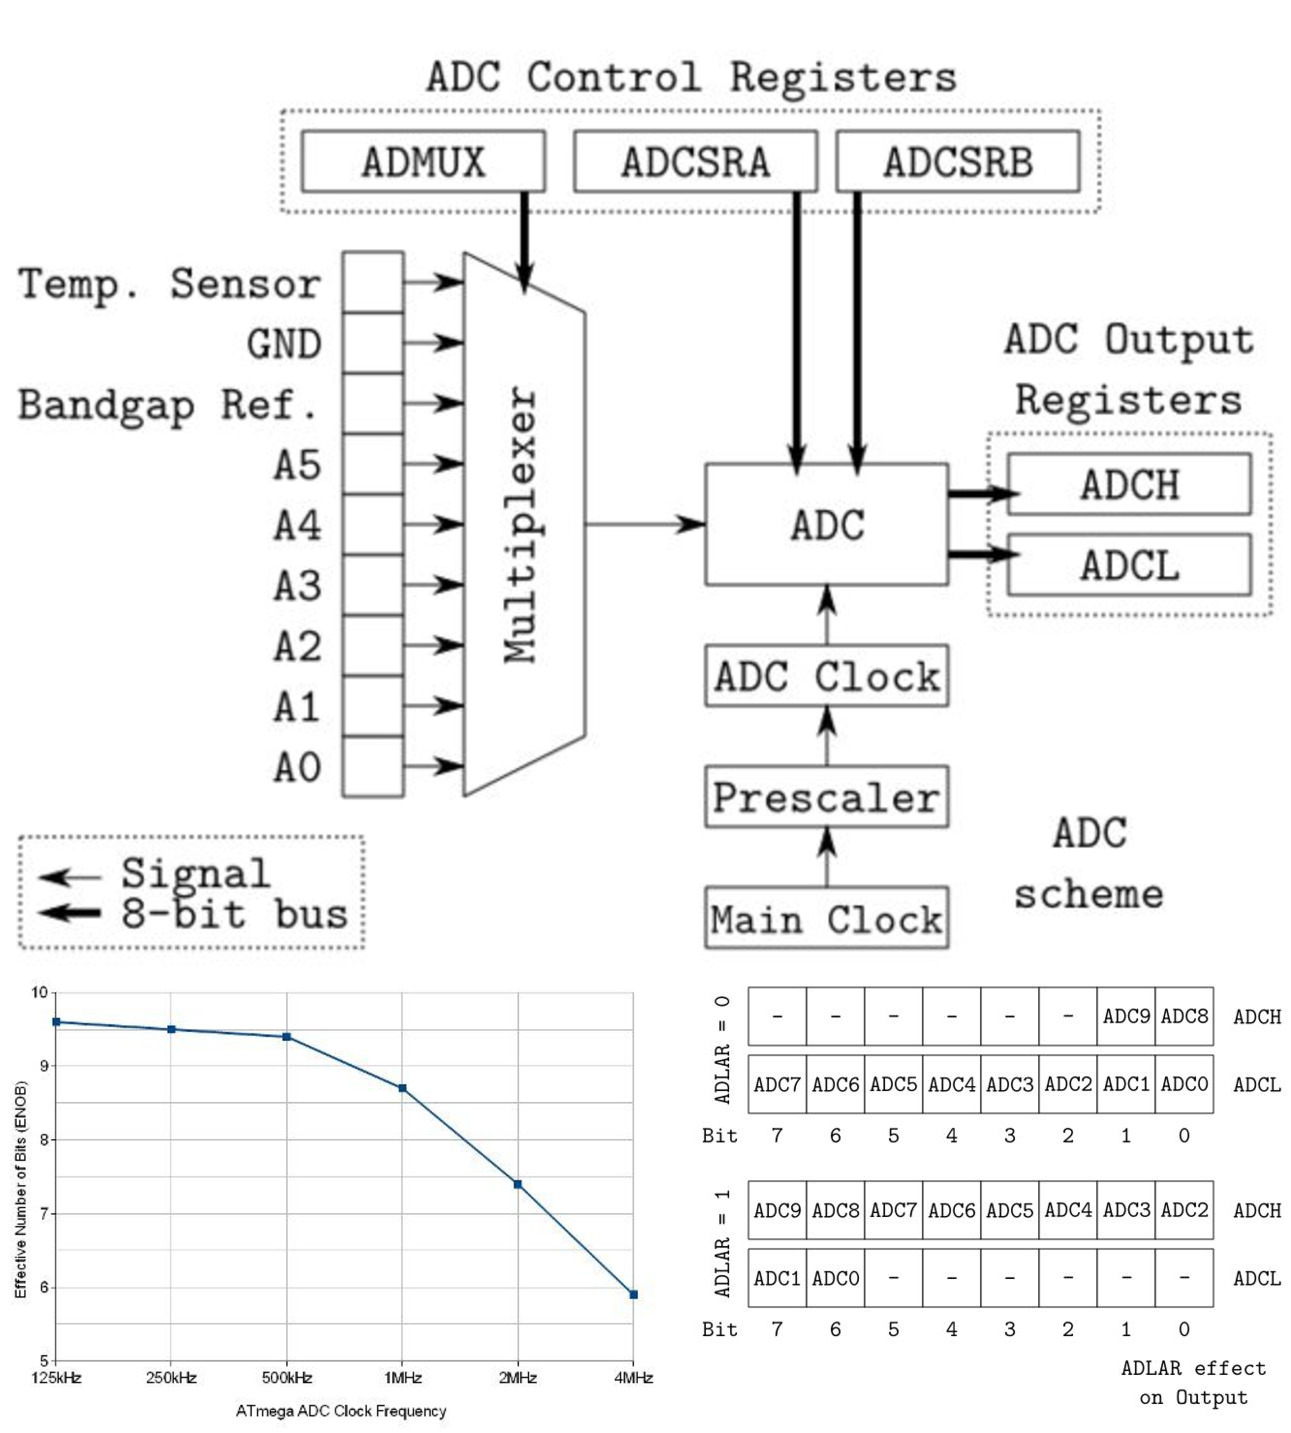 ADC Control Registers
ADMUX ADCSRA ADCSRB
Temp. Sensor
GND
Bandgap Ref.
A5
A4
A3
A2
A1
A0
Multiplexer
ADC
ADC Output
Registers
ADCH
ADCL
ADC Clock
Prescaler
Main Clock
ADC
scheme
Signal
8-bit bus
10
9
8
7
6
5
Effective Number of Bits (ENOB)
125kHz 250kHz 500kHz 1MHz 2MHz 4MHz
ATmega ADC Clock Frequency
ADLAR = 0
- - - - - - ADC9 ADC8 ADCH
ADC7 ADC6 ADC5 ADC4 ADC3 ADC2 ADC1 ADC0 ADCL
Bit 7 6 5 4 3 2 1 0
ADLAR = 1
ADC9 ADC8 ADC7 ADC6 ADC5 ADC4 ADC3 ADC2 ADCH
ADC1 ADC0 - - - - - - ADCL
Bit 7 6 5 4 3 2 1 0
ADLAR effect
on Output